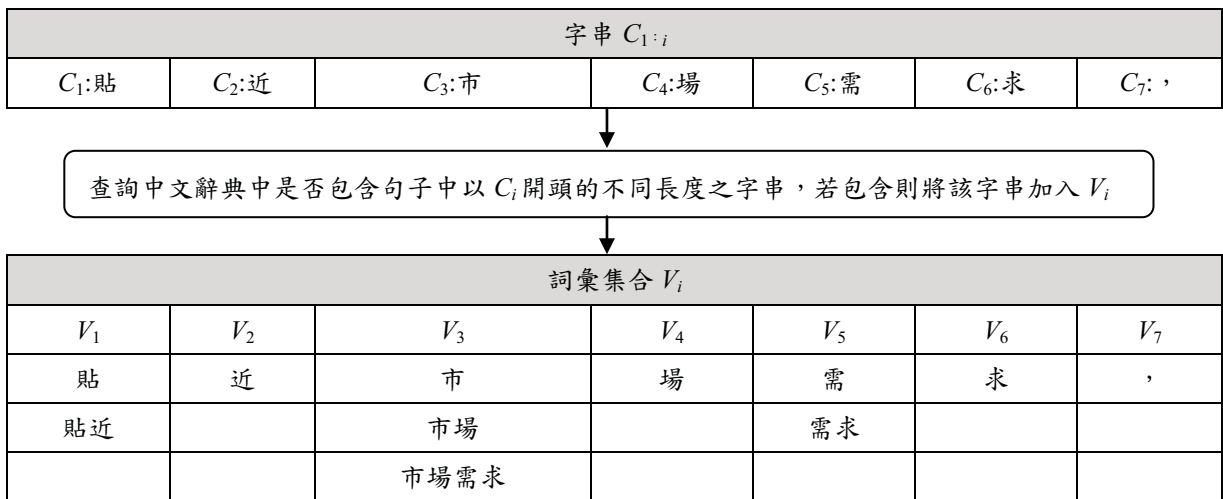 字串 C1:i
C1:貼 C2:近 C3:市 C4:場 C5:需 C6:求 C7:，
查詢中文辭典中是否包含句子中以 Ci 開頭的不同長度之字串，若包含則將該字串加入 Vi
詞彙集合 Vi
V1 V2 V3 V4 V5 V6 V7
貼 近 市 場 需 求 ，
貼近 市場 需求
市場需求